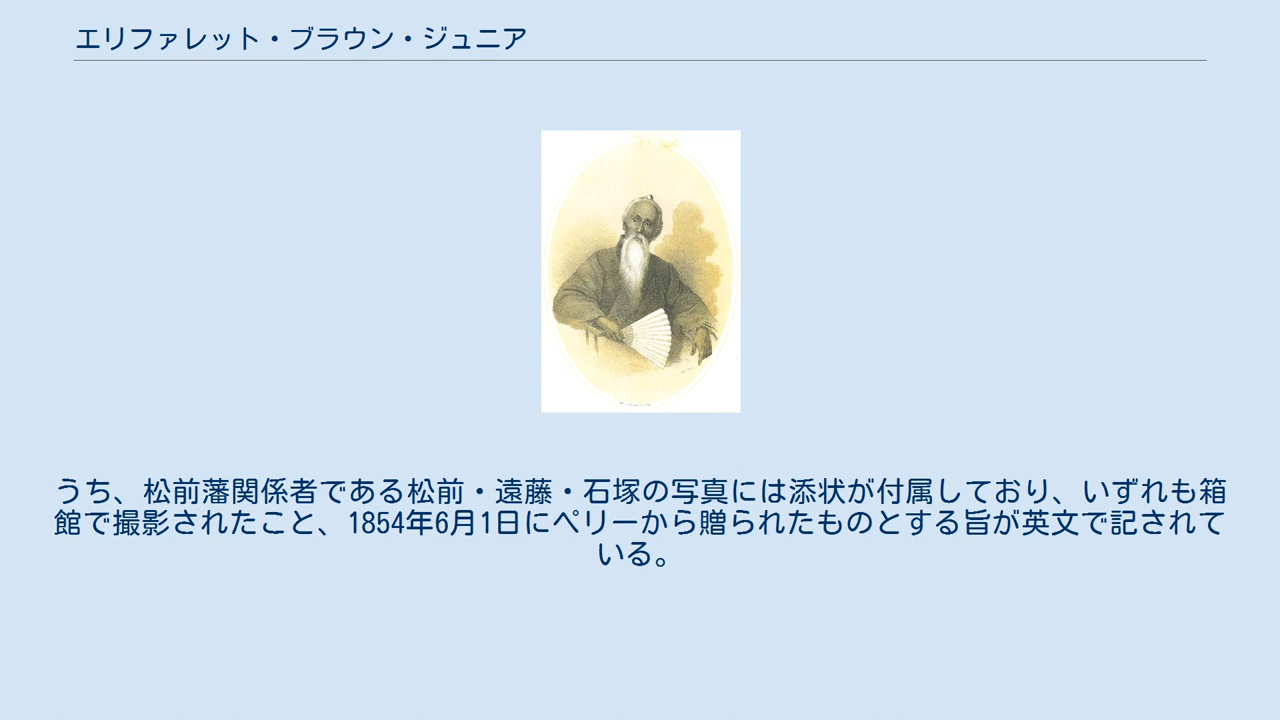 エリファレット・ブラウン・ジュニア
うち、松前藩関係者である松前・遠藤・石塚の写真には添状が付属しており、いずれも箱
館で撮影されたこと、1854年6月1日にペリーから贈られたものとする旨が英文で記されて
いる。